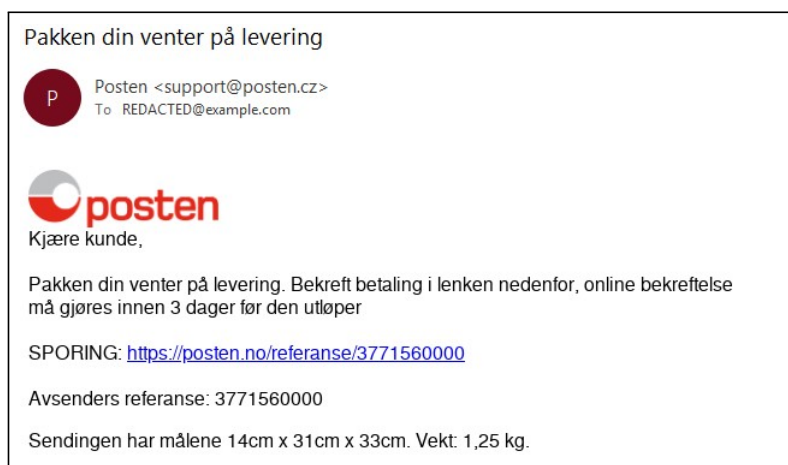 Pakken din venter på levering
P
Posten <support@posten.cz>
To REDACTED@example.com
posten
Kjære kunde,
Pakken din venter på levering. Bekreft betaling i lenken nedenfor, online bekreftelse
må gjøres innen 3 dager før den utløper
SPORING: https://posten.no/referanse/3771560000
Avsenders referanse: 3771560000
Sendingen har målene 14cm x 31cm x 33cm. Vekt: 1,25 kg.